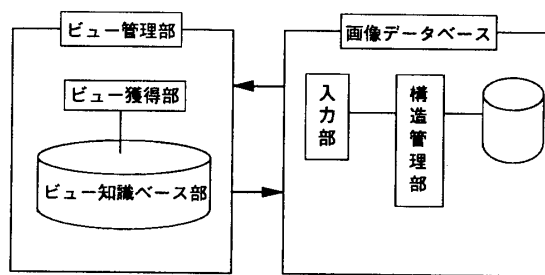 ビュー管理部
ビュー獲得部
ビュー知識ベース部
画像データベース
入力部
構造管理部